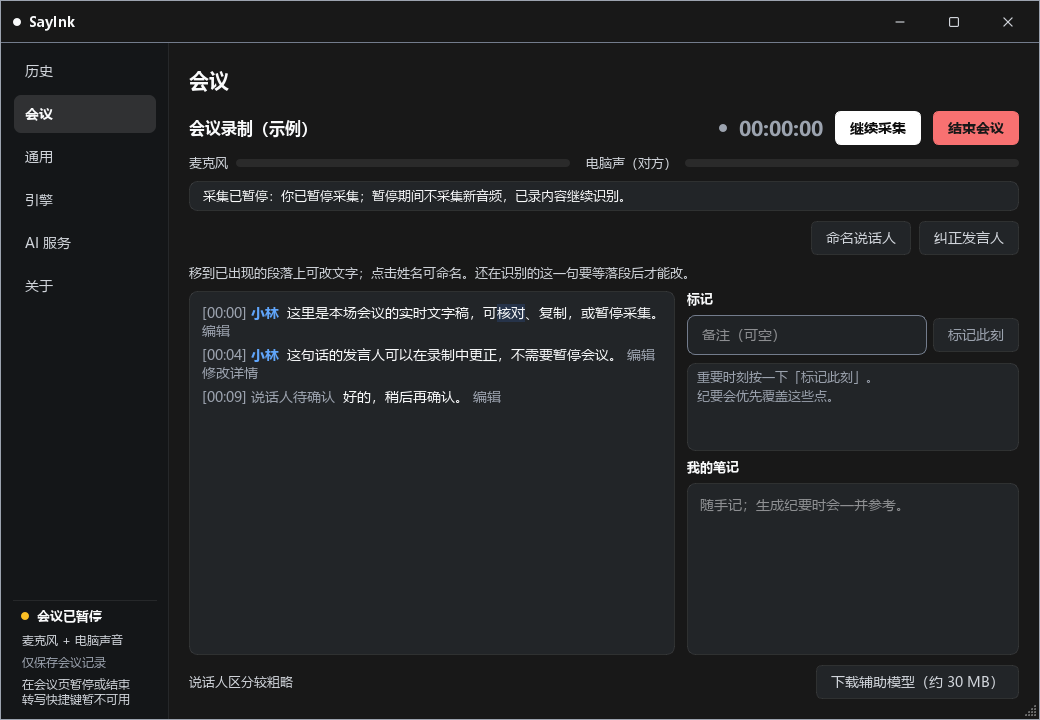 SayInk
历史
会议
通用
引擎
AI 服务
关于
会议已暂停
麦克风 + 电脑声音
仅保存会议记录
在会议页暂停或结束
转写快捷键暂不可用
会议
会议录制（示例）
00:00:00
继续采集
结束会议
麦克风
电脑声（对方）
采集已暂停：你已暂停采集；暂停期间不采集新音频，已录内容继续识别。
命名说话人
纠正发言人
移到已出现的段落上可改文字；点击姓名可命名。还在识别的这一句要等落段后才能改。
[00:00] 小林 这里是本场会议的实时文字稿，可核对、复制，或暂停采集。
编辑
[00:04] 小林 这句话的发言人可以在录制中更正，不需要暂停会议。 编辑
修改详情
[00:09] 说话人待确认 好的，稍后再确认。 编辑
标记
备注（可空）
标记此刻
重要时刻按一下「标记此刻」。
纪要会优先覆盖这些点。
我的笔记
随手记；生成纪要时会一并参考。
说话人区分较粗略
下载辅助模型（约 30 MB）